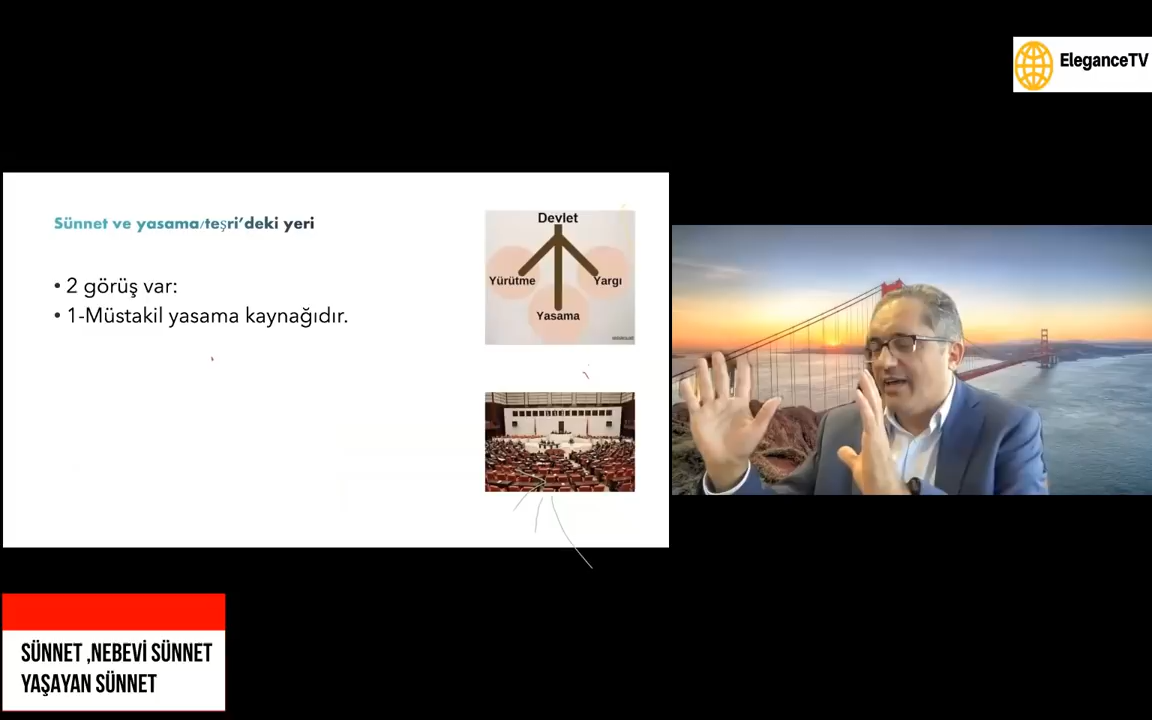 EleganceTV
Sünnet ve yasama/teşri’deki yeri
• 2 görüş var:
• 1-Müstakil yasama kaynağıdır.
Devlet
Yürütme
Yargı
Yasama
SÜNNET ,NEBEVİ SÜNNET
YAŞAYAN SÜNNET